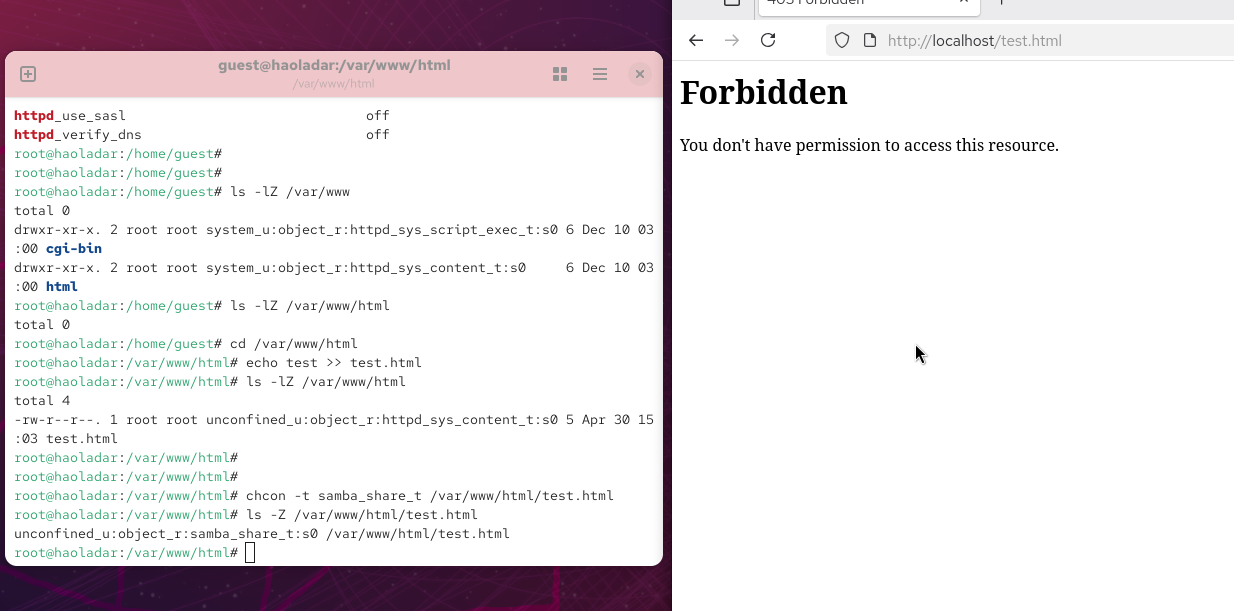 guest@haoladar:/var/www/html
/var/www/html
httpd_use_sasl off
httpd_verify_dns off
root@haoladar:/home/guest#
root@haoladar:/home/guest#
root@haoladar:/home/guest# ls -lZ /var/www
total 0
drwxr-xr-x. 2 root root system_u:object_r:httpd_sys_script_exec_t:s0 6 Dec 10 03
:00 cgi-bin
drwxr-xr-x. 2 root root system_u:object_r:httpd_sys_content_t:s0 6 Dec 10 03
:00 html
root@haoladar:/home/guest# ls -lZ /var/www/html
total 0
root@haoladar:/home/guest# cd /var/www/html
root@haoladar:/var/www/html# echo test >> test.html
root@haoladar:/var/www/html# ls -lZ /var/www/html
total 4
-rw-r--r--. 1 root root unconfined_u:object_r:httpd_sys_content_t:s0 5 Apr 30 15
:03 test.html
root@haoladar:/var/www/html#
root@haoladar:/var/www/html#
root@haoladar:/var/www/html# chcon -t samba_share_t /var/www/html/test.html
root@haoladar:/var/www/html# ls -Z /var/www/html/test.html
unconfined_u:object_r:samba_share_t:s0 /var/www/html/test.html
root@haoladar:/var/www/html#
403 Forbidden
http://localhost/test.html
Forbidden
You don't have permission to access this resource.